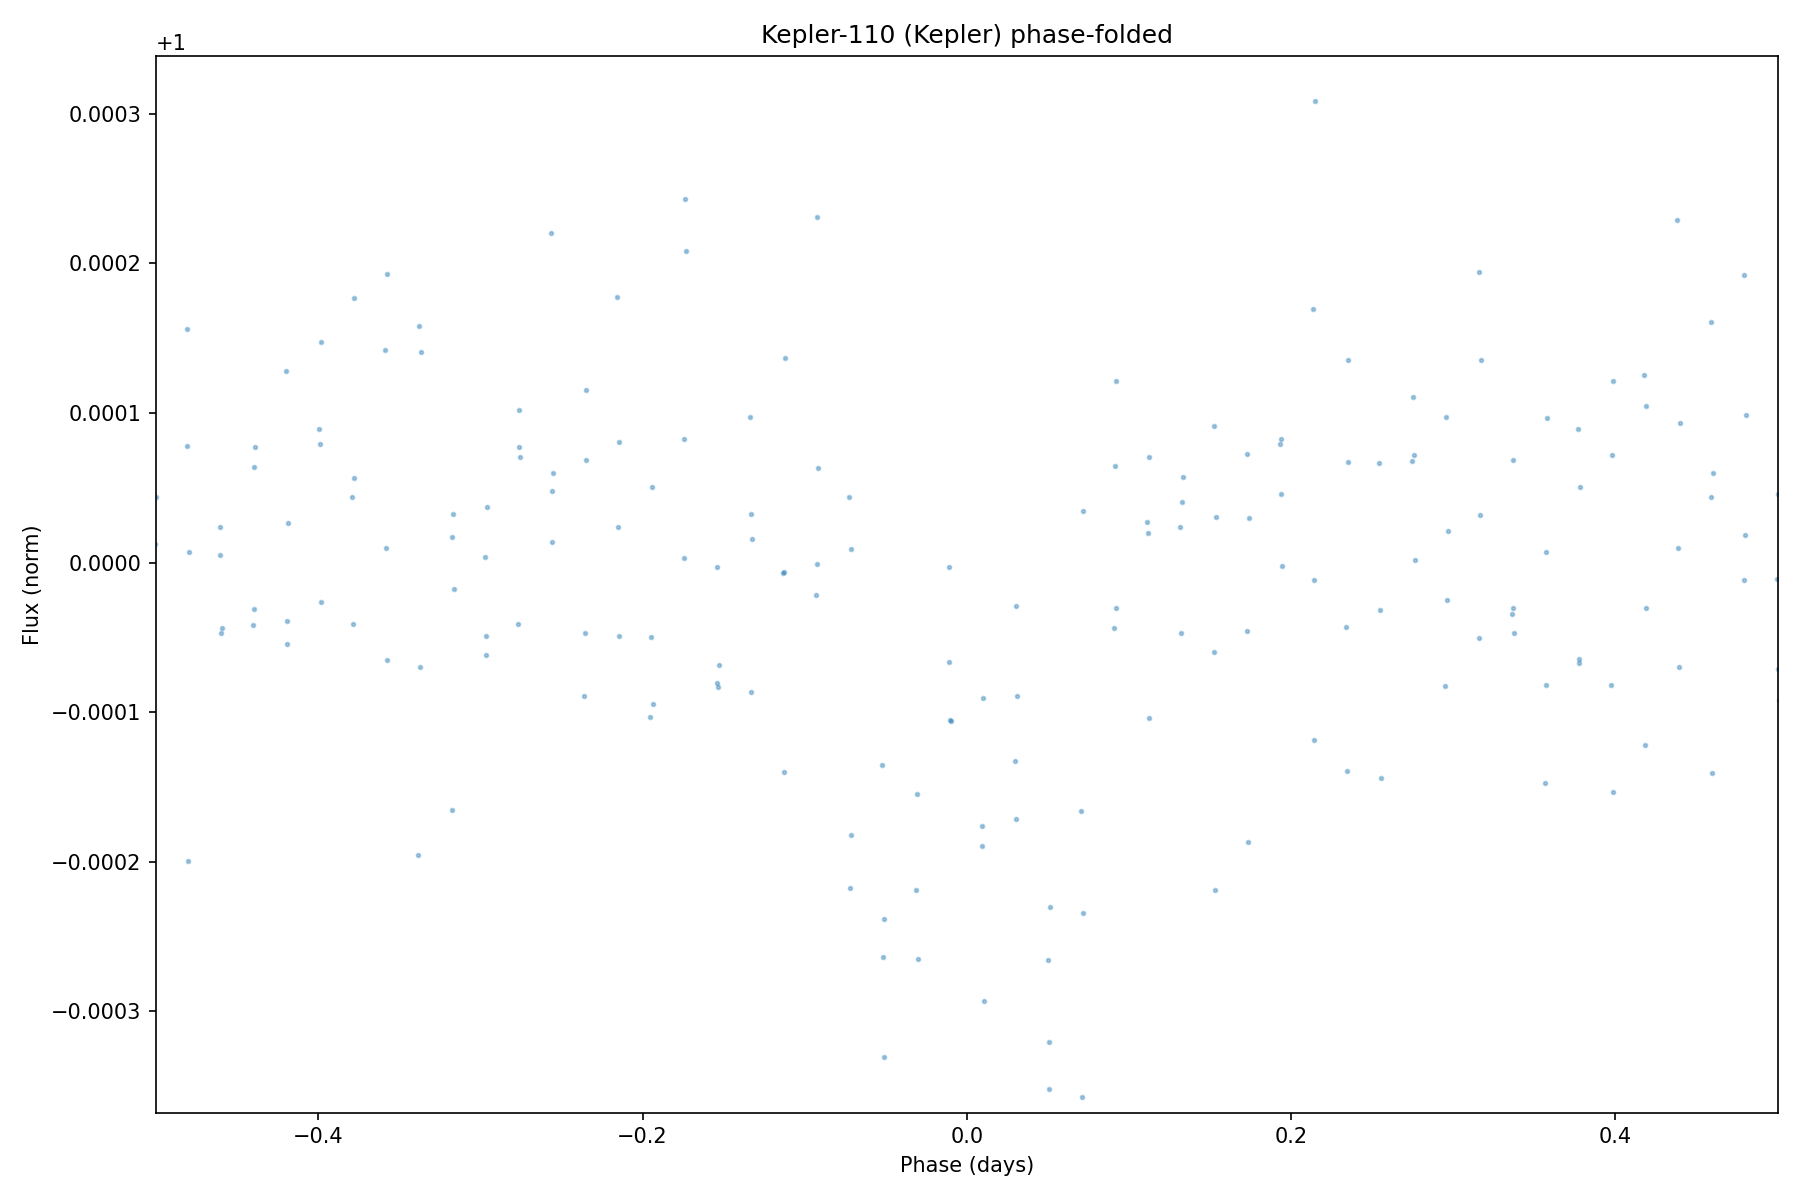 Kepler-110 (Kepler) phase-folded
+1
0.0003
0.0002
0.0001
0.0000
−0.0001
−0.0002
−0.0003
Flux (norm)
−0.4 −0.2 0.0 0.2 0.4
Phase (days)